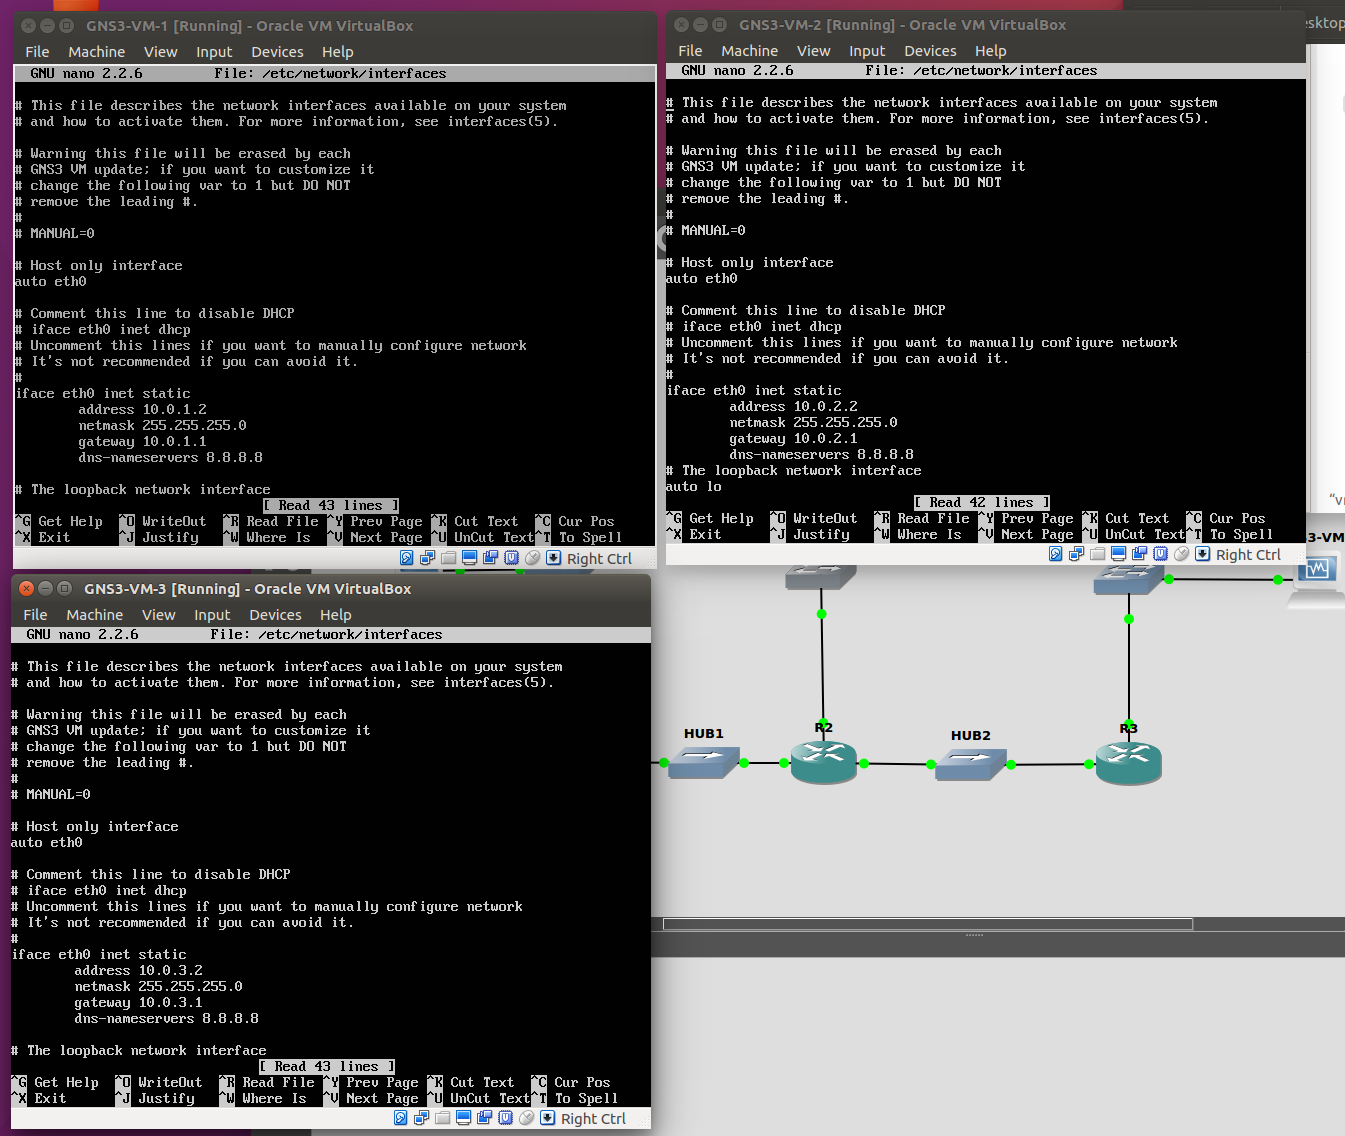 GNS3-VM-1 [Running] - Oracle VM VirtualBox
File Machine View Input Devices Help
GNU nano 2.2.6 File: /etc/network/interfaces
# This file describes the network interfaces available on your system
# and how to activate them. For more information, see interfaces(5).
# Warning this file will be erased by each
# GNS3 VM update; if you want to customize it
# change the following var to 1 but DO NOT
# remove the leading #.
#
# MANUAL=0
# Host only interface
auto eth0
# Comment this line to disable DHCP
# iface eth0 inet dhcp
# Uncomment this lines if you want to manually configure network
# It's not recommended if you can avoid it.
#
iface eth0 inet static
address 10.0.1.2
netmask 255.255.255.0
gateway 10.0.1.1
dns-nameservers 8.8.8.8
# The loopback network interface
[ Read 43 lines ]
^G Get Help ^O WriteOut ^R Read File ^Y Prev Page ^K Cut Text ^C Cur Pos
^X Exit ^J Justify ^W Where Is ^V Next Page ^U UnCut Text ^T To Spell
Right Ctrl
GNS3-VM-2 [Running] - Oracle VM VirtualBox
File Machine View Input Devices Help
GNU nano 2.2.6 File: /etc/network/interfaces
# This file describes the network interfaces available on your system
# and how to activate them. For more information, see interfaces(5).
# Warning this file will be erased by each
# GNS3 VM update; if you want to customize it
# change the following var to 1 but DO NOT
# remove the leading #.
#
# MANUAL=0
# Host only interface
auto eth0
# Comment this line to disable DHCP
# iface eth0 inet dhcp
# Uncomment this lines if you want to manually configure network
# It's not recommended if you can avoid it.
#
iface eth0 inet static
address 10.0.2.2
netmask 255.255.255.0
gateway 10.0.2.1
dns-nameservers 8.8.8.8
# The loopback network interface
auto lo
[ Read 42 lines ]
^G Get Help ^O WriteOut ^R Read File ^Y Prev Page ^K Cut Text ^C Cur Pos
^X Exit ^J Justify ^W Where Is ^V Next Page ^U UnCut Text ^T To Spell
Right Ctrl
esktop
"v
3-VM
GNS3-VM-3 [Running] - Oracle VM VirtualBox
File Machine View Input Devices Help
GNU nano 2.2.6 File: /etc/network/interfaces
# This file describes the network interfaces available on your system
# and how to activate them. For more information, see interfaces(5).
# Warning this file will be erased by each
# GNS3 VM update; if you want to customize it
# change the following var to 1 but DO NOT
# remove the leading #.
#
# MANUAL=0
# Host only interface
auto eth0
# Comment this line to disable DHCP
# iface eth0 inet dhcp
# Uncomment this lines if you want to manually configure network
# It's not recommended if you can avoid it.
#
iface eth0 inet static
address 10.0.3.2
netmask 255.255.255.0
gateway 10.0.3.1
dns-nameservers 8.8.8.8
# The loopback network interface
[ Read 43 lines ]
^G Get Help ^O WriteOut ^R Read File ^Y Prev Page ^K Cut Text ^C Cur Pos
^X Exit ^J Justify ^W Where Is ^V Next Page ^U UnCut Text ^T To Spell
Right Ctrl
HUB1
R2
HUB2
R3